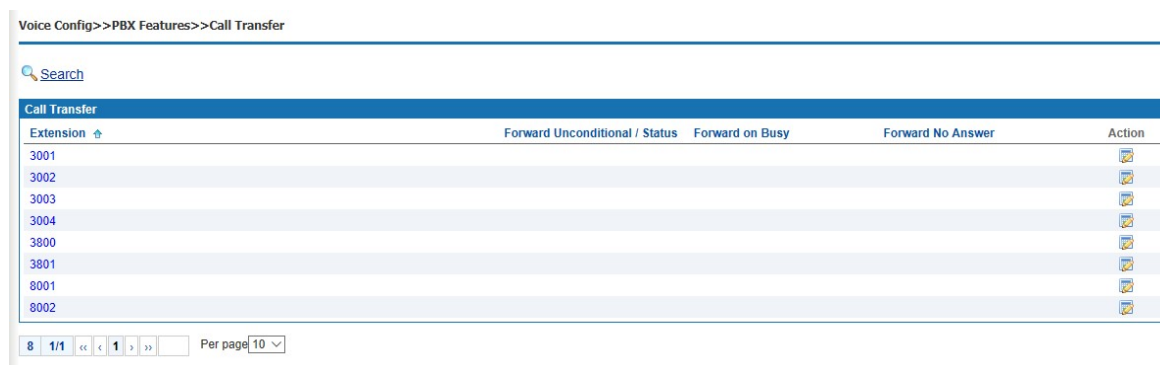 Voice Config>>PBX Features>>Call Transfer
Search
Call Transfer
Extension Forward Unconditional / Status Forward on Busy Forward No Answer Action
3001
3002
3003
3004
3800
3801
8001
8002
8 1/1 ‹‹ ‹ 1 › ›› Per page 10